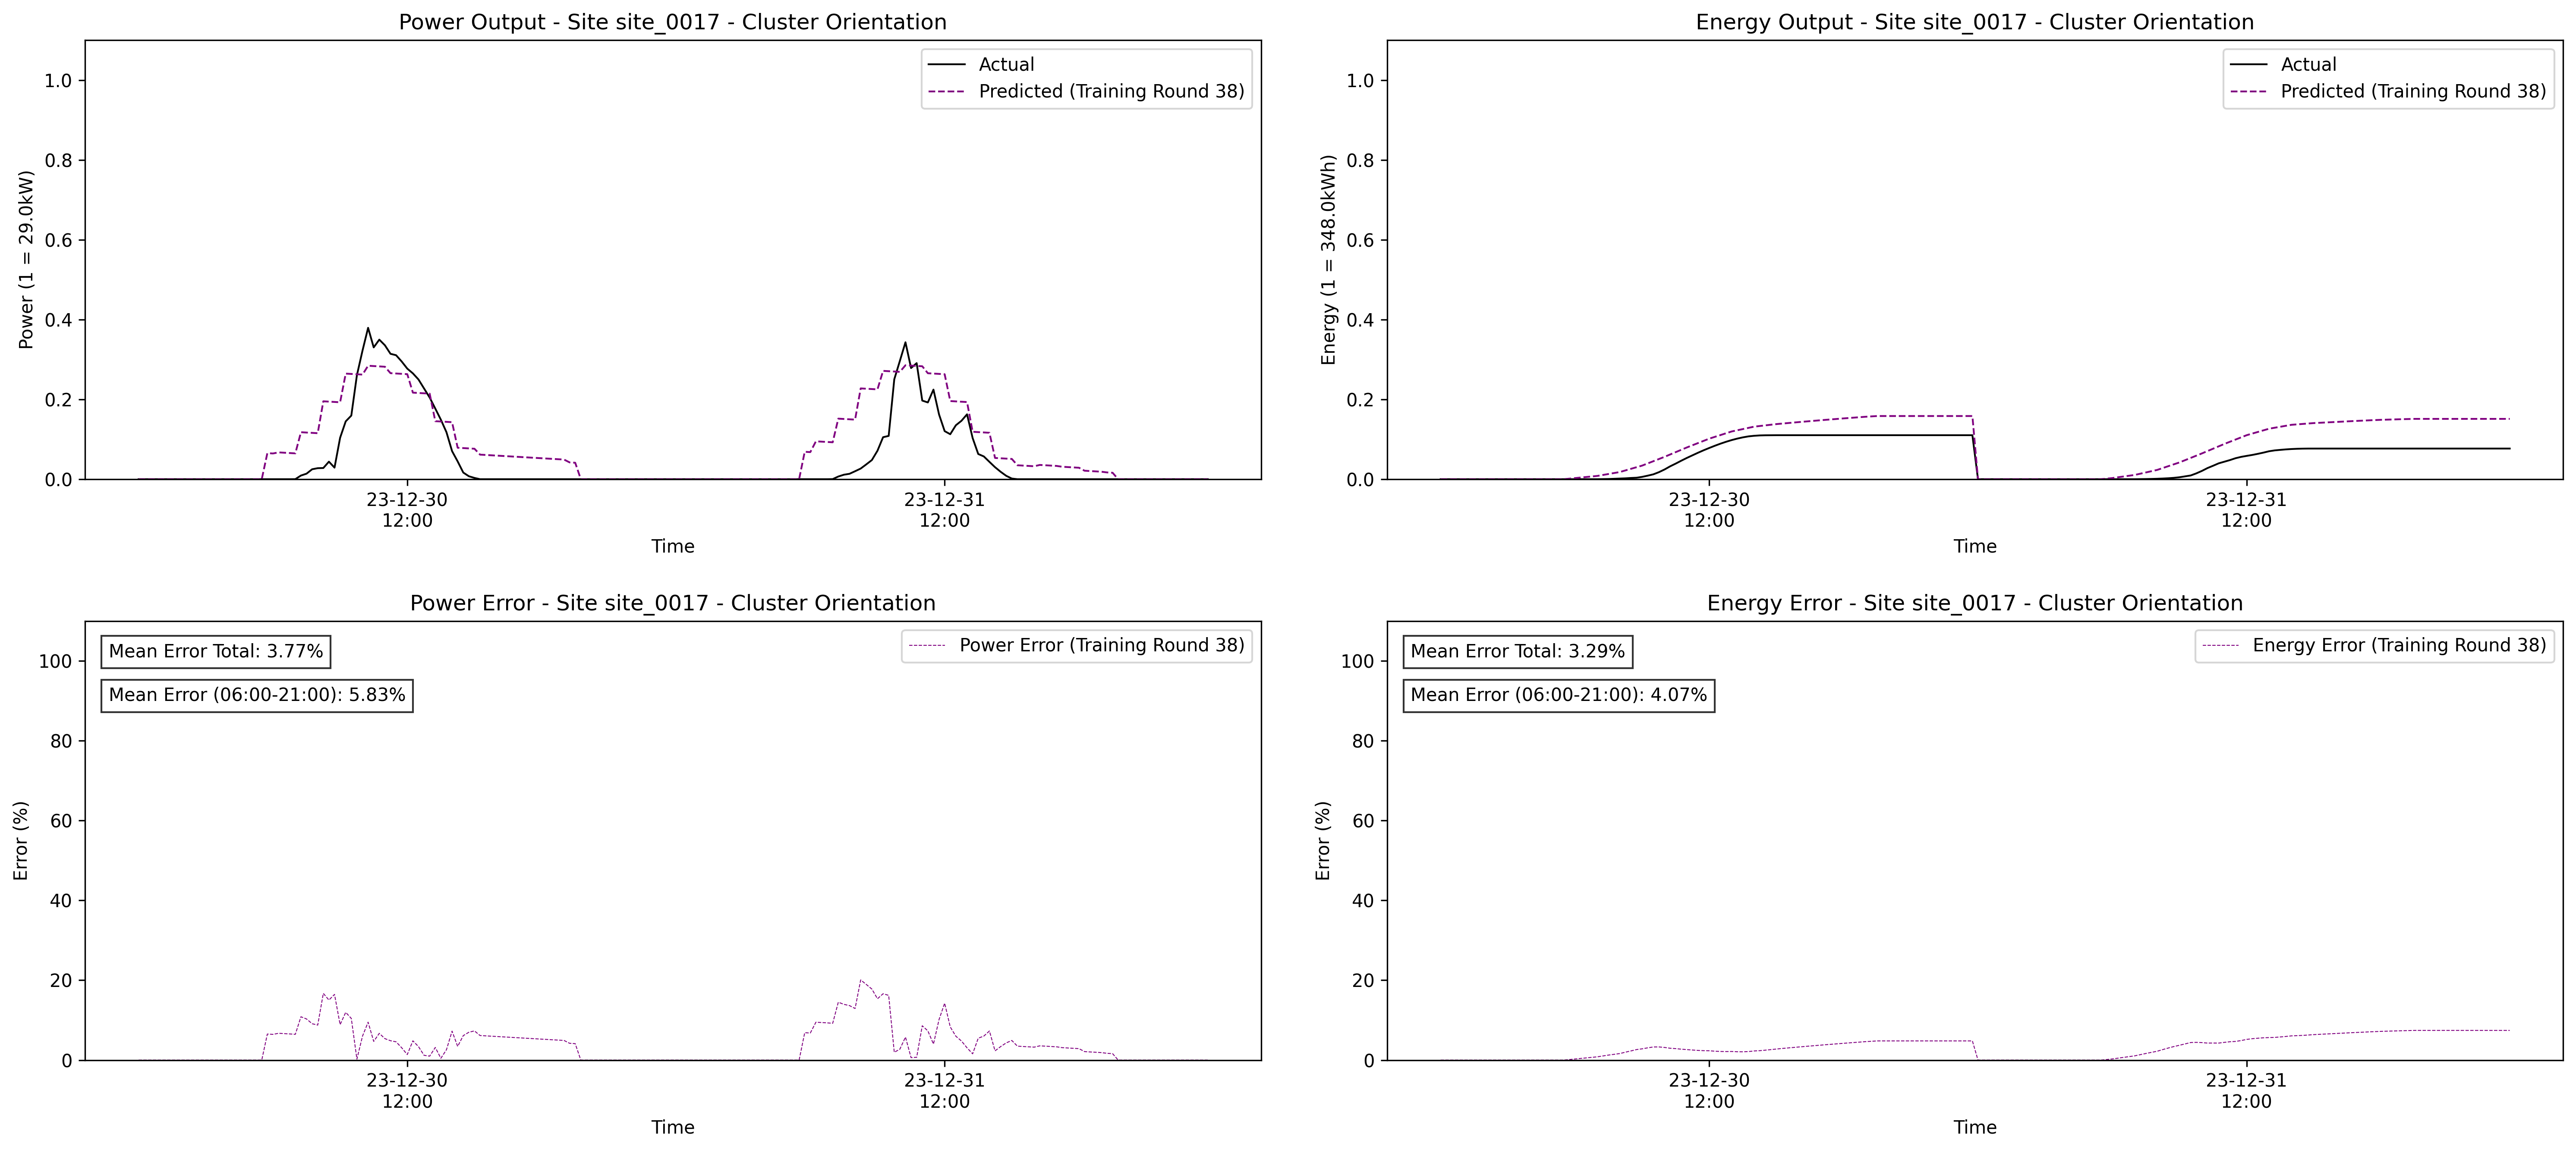 Power Output - Site site_0017 - Cluster Orientation
Power (1 = 29.0kW)
1.0
0.8
0.6
0.4
0.2
0.0
Actual
Predicted (Training Round 38)
23-12-30
12:00
23-12-31
12:00
Time
Energy Output - Site site_0017 - Cluster Orientation
Energy (1 = 348.0kWh)
1.0
0.8
0.6
0.4
0.2
0.0
Actual
Predicted (Training Round 38)
23-12-30
12:00
23-12-31
12:00
Time
Power Error - Site site_0017 - Cluster Orientation
Error (%)
100
80
60
40
20
0
Mean Error Total: 3.77%
Mean Error (06:00-21:00): 5.83%
Power Error (Training Round 38)
23-12-30
12:00
23-12-31
12:00
Time
Energy Error - Site site_0017 - Cluster Orientation
Error (%)
100
80
60
40
20
0
Mean Error Total: 3.29%
Mean Error (06:00-21:00): 4.07%
Energy Error (Training Round 38)
23-12-30
12:00
23-12-31
12:00
Time